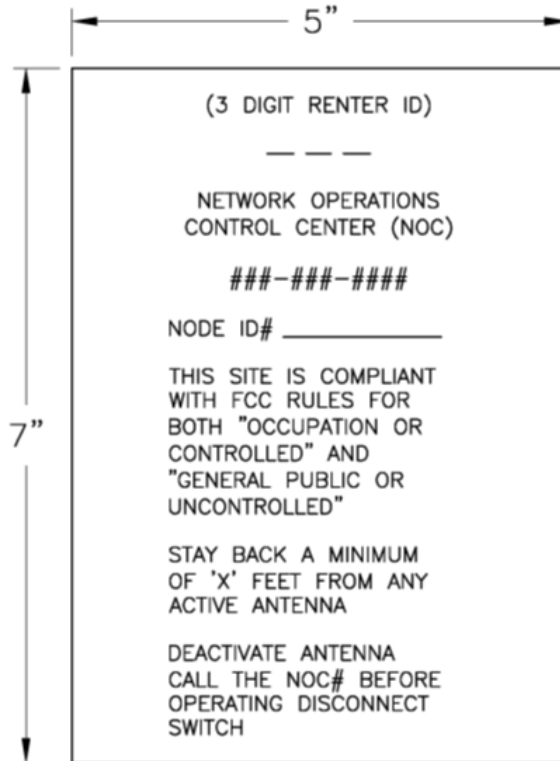 5”
7”
(3 DIGIT RENTER ID)
— — —
NETWORK OPERATIONS
CONTROL CENTER (NOC)
###-###-####
NODE ID# ___________
THIS SITE IS COMPLIANT
WITH FCC RULES FOR
BOTH "OCCUPATION OR
CONTROLLED" AND
"GENERAL PUBLIC OR
UNCONTROLLED"
STAY BACK A MINIMUM
OF 'X' FEET FROM ANY
ACTIVE ANTENNA
DEACTIVATE ANTENNA
CALL THE NOC# BEFORE
OPERATING DISCONNECT
SWITCH